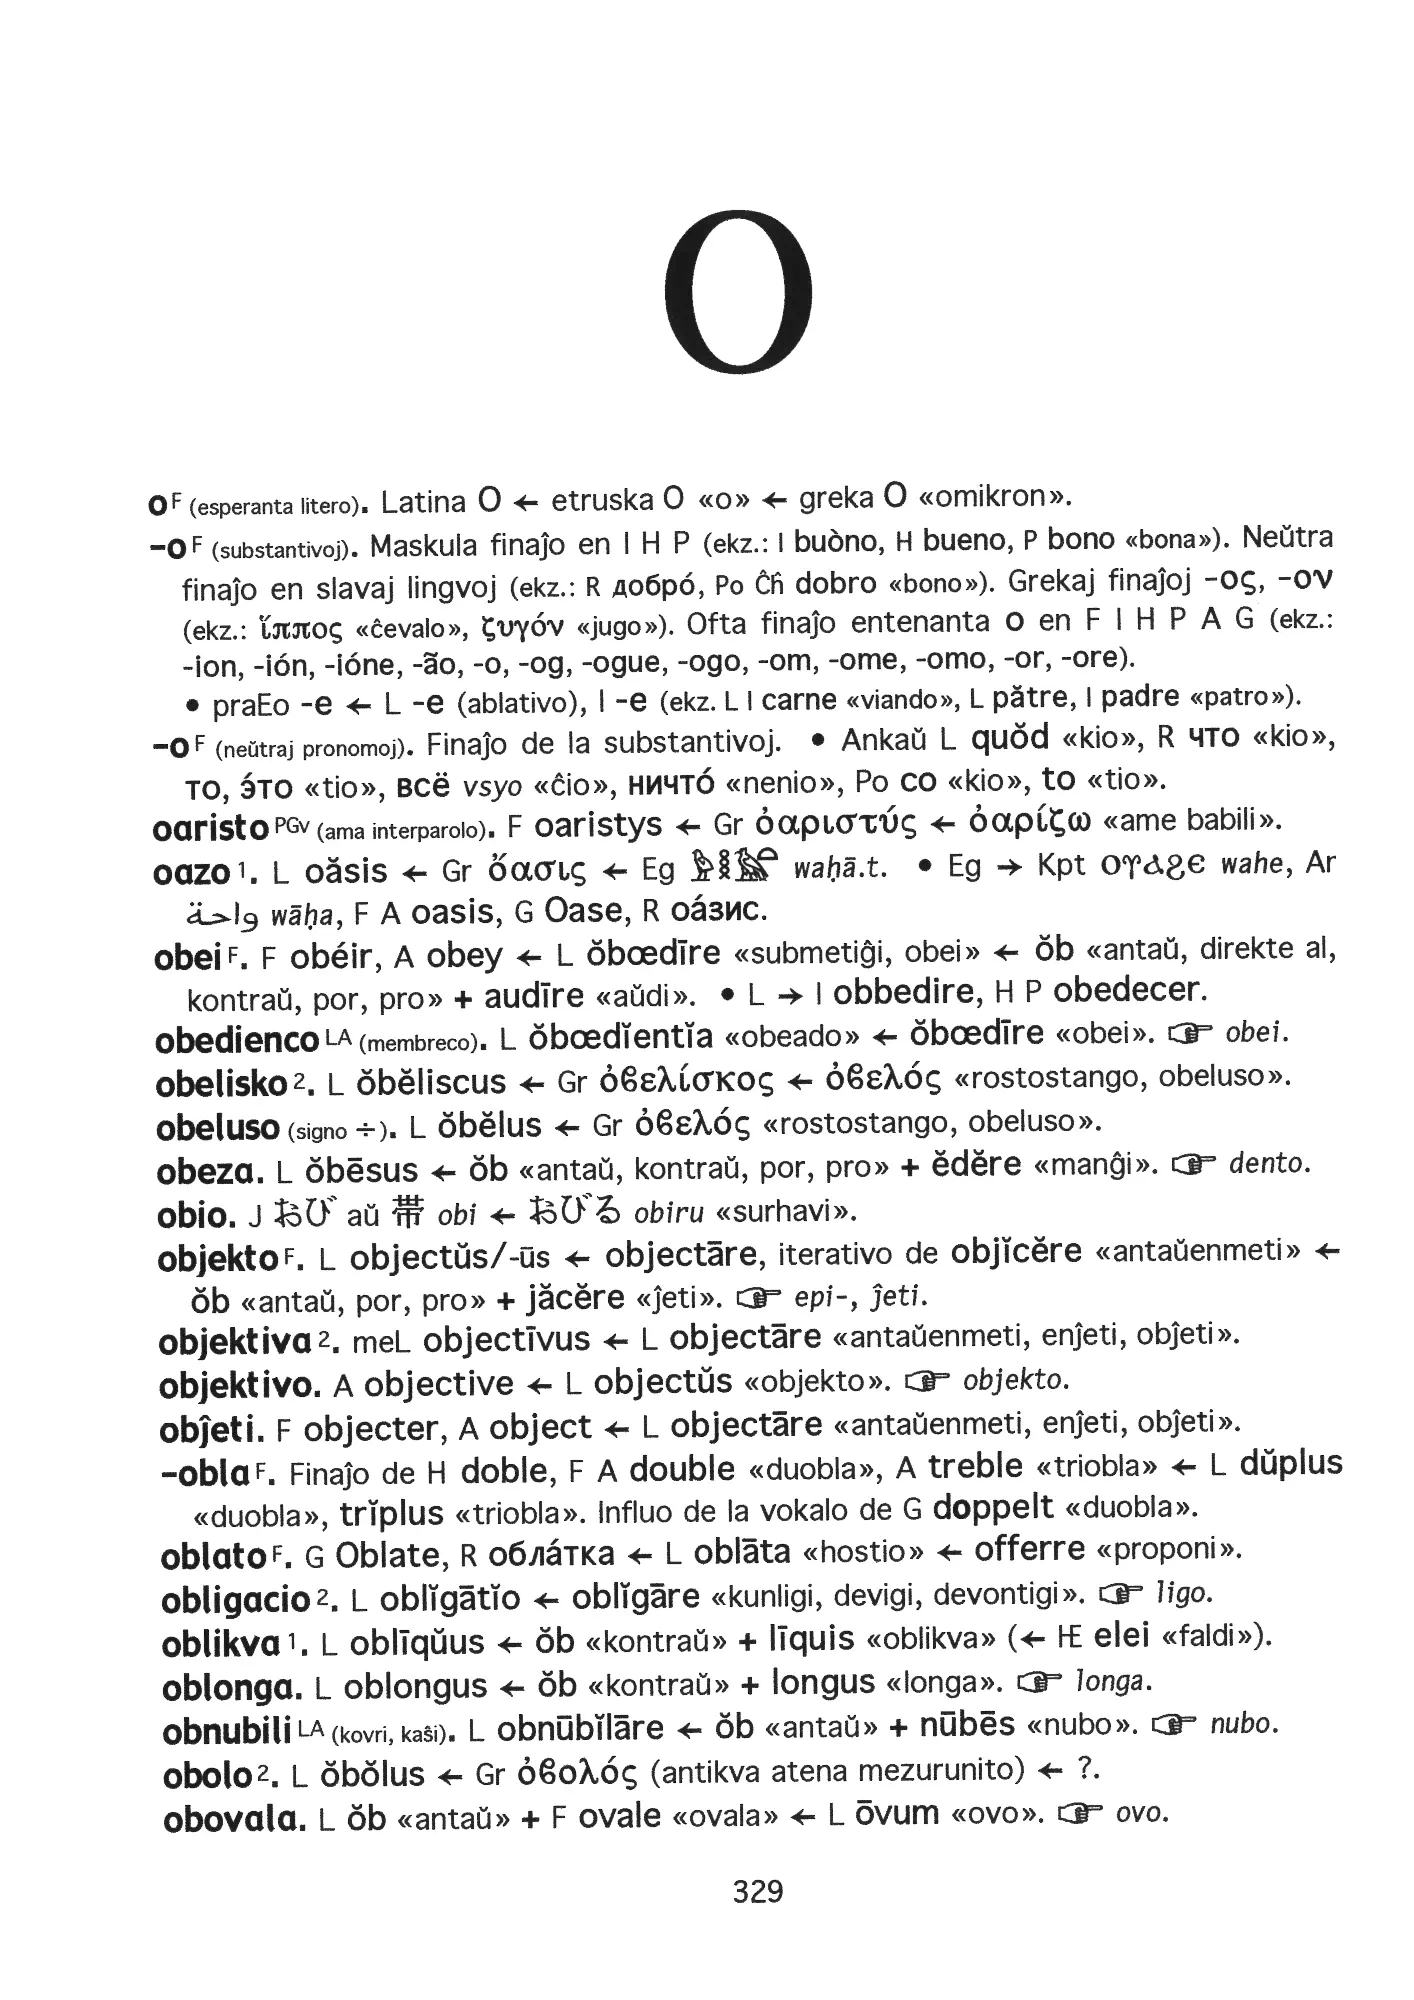 O
o F (esperanta litero). Latina O ← etruska O «o» ← greka O «omikron».
-o F (substantivoj). Maskula finaĵo en I H P (ekz.: I buòno, H bueno, P bono «bona»). Neŭtra
finaĵo en slavaj lingvoj (ekz.: R добрó, Po Ĉĥ dobro «bono»). Grekaj finaĵoj -ος, -ον
(ekz.: ἵππος «ĉevalo», ζυγόν «jugo»). Ofta finaĵo entenanta o en F I H P A G (ekz.:
-ion, -ión, -ióne, -ão, -o, -og, -ogue, -ogo, -om, -ome, -omo, -or, -ore).
• praEo -e ← L -e (ablativo), I -e (ekz. L I carne «viando», L pătre, I padre «patro»).
-o F (neŭtraj pronomoj). Finaĵo de la substantivoj. • Ankaŭ L quŏd «kio», R что «kio»,
то, э́то «tio», всё vsyo «ĉio», ничтó «nenio», Po co «kio», to «tio».
oaristo PGv (ama interparolo). F oaristys ← Gr ὀαριστύς ← ὀαρίζω «ame babili».
oazo 1. L oăsis ← Gr ὄασις ← Eg waḥā.t. • Eg → Kpt ⲟⲩⲁϩⲉ wahe, Ar
واحة wāḥa, F A oasis, G Oase, R оáзис.
obei F. F obéir, A obey ← L ŏbœdīre «submetiĝi, obei» ← ŏb «antaŭ, direkte al,
kontraŭ, por, pro» + audīre «aŭdi». • L → I obbedire, H P obedecer.
obedienco LA (membreco). L ŏbœdĭentĭa «obeado» ← ŏbœdīre «obei». ☞ obei.
obelisko 2. L ŏbĕliscus ← Gr ὀϐελίσκος ← ὀϐελός «rostostango, obeluso».
obeluso (signo ÷). L ŏbĕlus ← Gr ὀϐελός «rostostango, obeluso».
obeza. L ŏbēsus ← ŏb «antaŭ, kontraŭ, por, pro» + ĕdĕre «manĝi». ☞ dento.
obio. J おび aŭ 帯 obi ← おびる obiru «surhavi».
objekto F. L objectŭs/-ūs ← objectāre, iterativo de objĭcĕre «antaŭenmeti» ←
ŏb «antaŭ, por, pro» + jăcĕre «ĵeti». ☞ epi-, ĵeti.
objektiva 2. meL objectīvus ← L objectāre «antaŭenmeti, enĵeti, obĵeti».
objektivo. A objective ← L objectŭs «objekto». ☞ objekto.
obĵeti. F objecter, A object ← L objectāre «antaŭenmeti, enĵeti, obĵeti».
-obla F. Finaĵo de H doble, F A double «duobla», A treble «triobla» ← L dŭplus
«duobla», trĭplus «triobla». Influo de la vokalo de G doppelt «duobla».
oblato F. G Oblate, R облáтка ← L oblāta «hostio» ← offerre «proponi».
obligacio 2. L oblĭgātĭo ← oblĭgāre «kunligi, devigi, devontigi». ☞ ligo.
oblikva 1. L oblīqŭus ← ŏb «kontraŭ» + līquis «oblikva» (← HE elei «faldi»).
oblonga. L oblongus ← ŏb «kontraŭ» + longus «longa». ☞ longa.
obnubili LA (kovri, kaŝi). L obnūbĭlāre ← ŏb «antaŭ» + nūbēs «nubo». ☞ nubo.
obolo 2. L ŏbŏlus ← Gr ὀϐολός (antikva atena mezurunito) ← ?.
obovala. L ŏb «antaŭ» + F ovale «ovala» ← L ōvum «ovo». ☞ ovo.
329